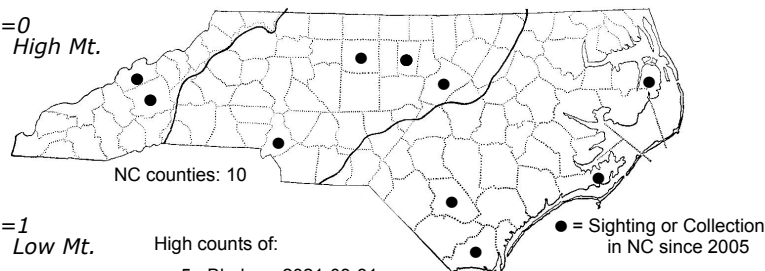 =0
High Mt.
NC counties: 10
● = Sighting or Collection
in NC since 2005
=1
Low Mt.
High counts of: